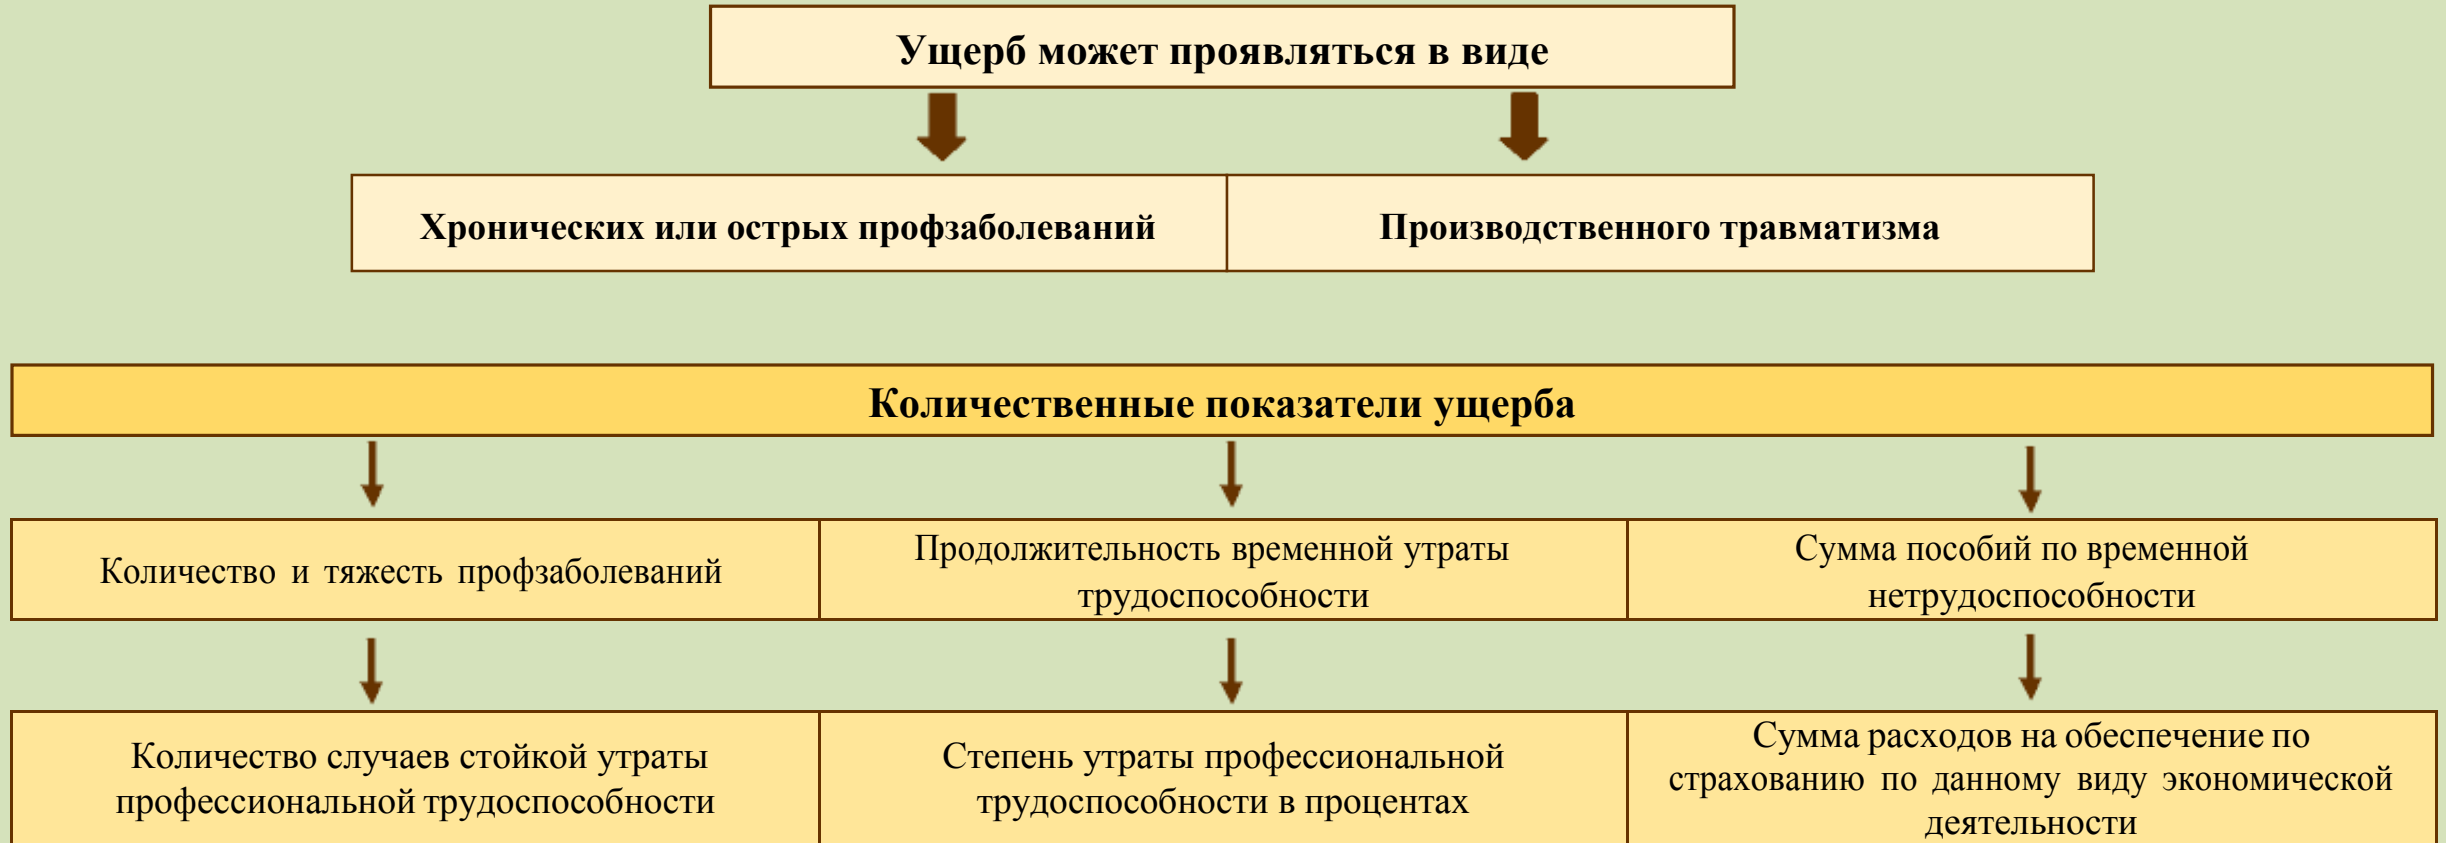 Ущерб может проявляться в виде
Хронических или острых профзаболеваний
Производственного травматизма
Количественные показатели ущерба
Количество и тяжесть профзаболеваний
Продолжительность временной утраты
трудоспособности
Сумма пособий по временной
нетрудоспособности
Количество случаев стойкой утраты
профессиональной трудоспособности
Степень утраты профессиональной
трудоспособности в процентах
Сумма расходов на обеспечение по
страхованию по данному виду экономической
деятельности